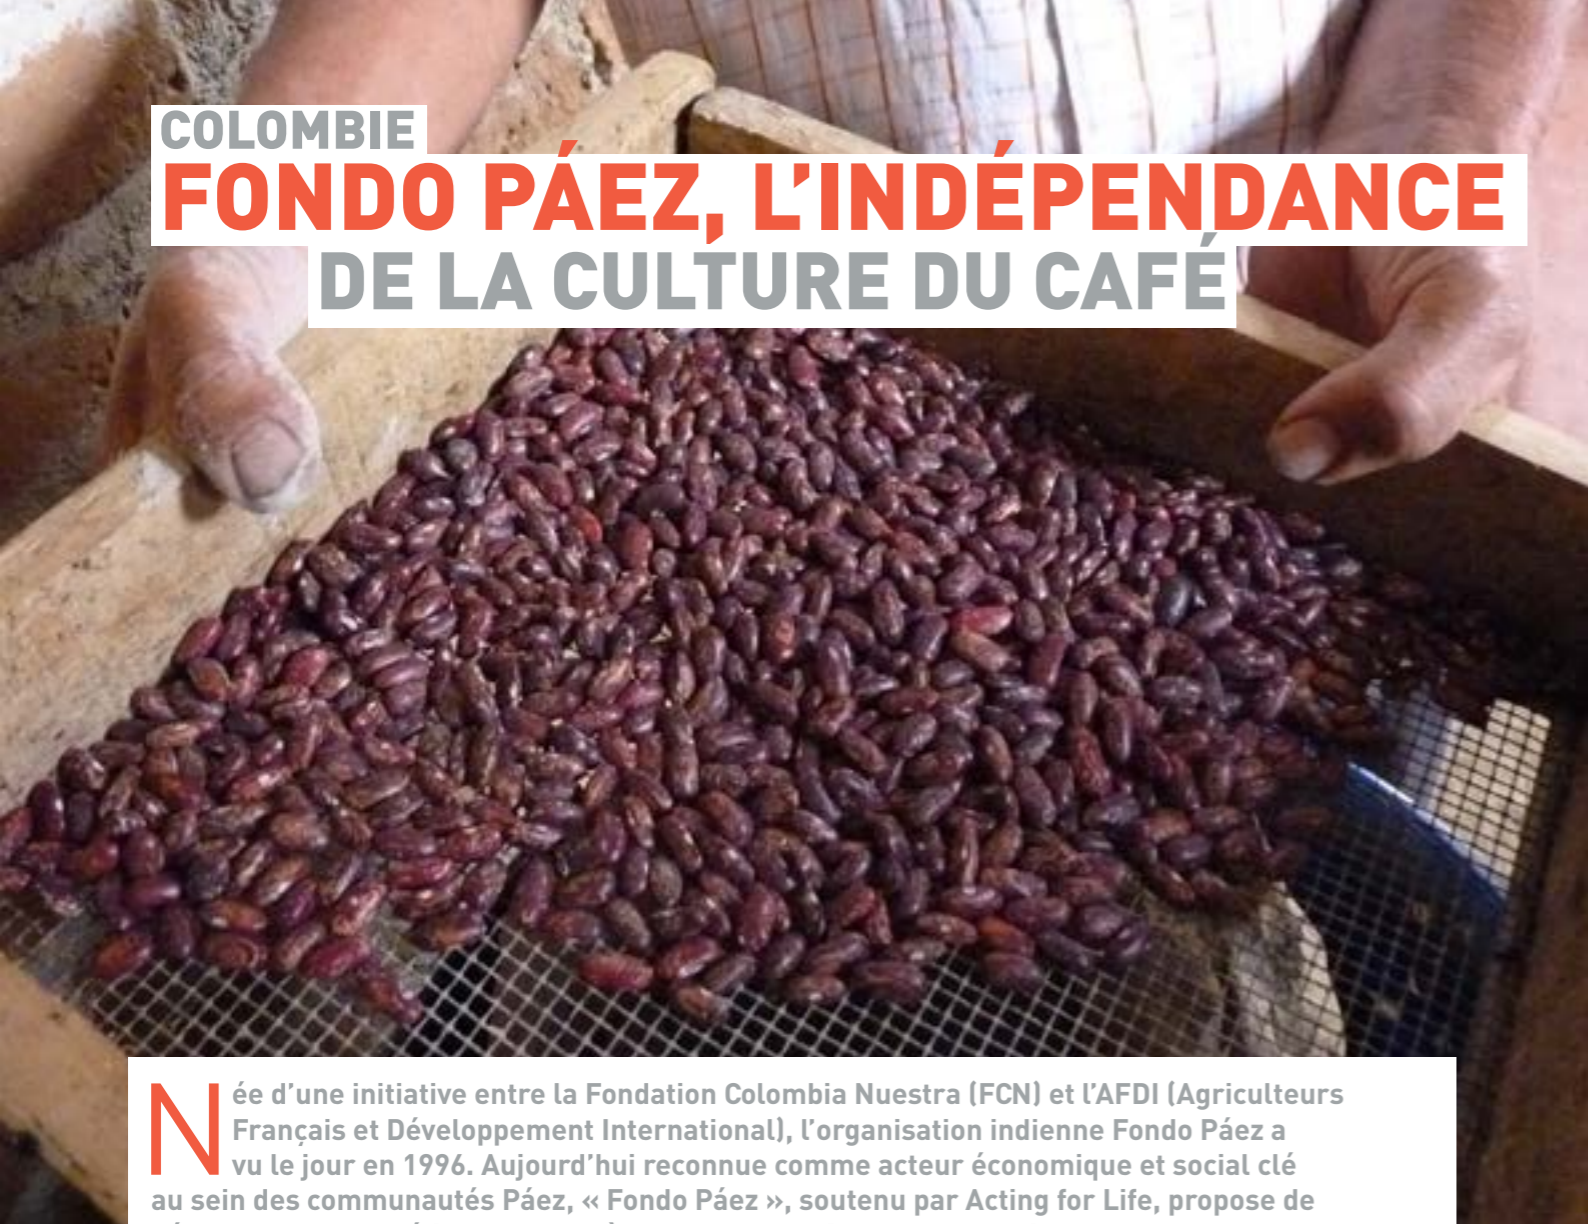 COLOMBIE
FONDO PÁEZ, L’INDÉPENDANCE
DE LA CULTURE DU CAFÉ
Née d’une initiative entre la Fondation Colombia Nuestra (FCN) et l’AFDI (Agriculteurs
Français et Développement International), l’organisation indienne Fondo Páez a
vu le jour en 1996. Aujourd’hui reconnue comme acteur économique et social clé
au sein des communautés Páez, « Fondo Páez », soutenu par Acting for Life, propose de